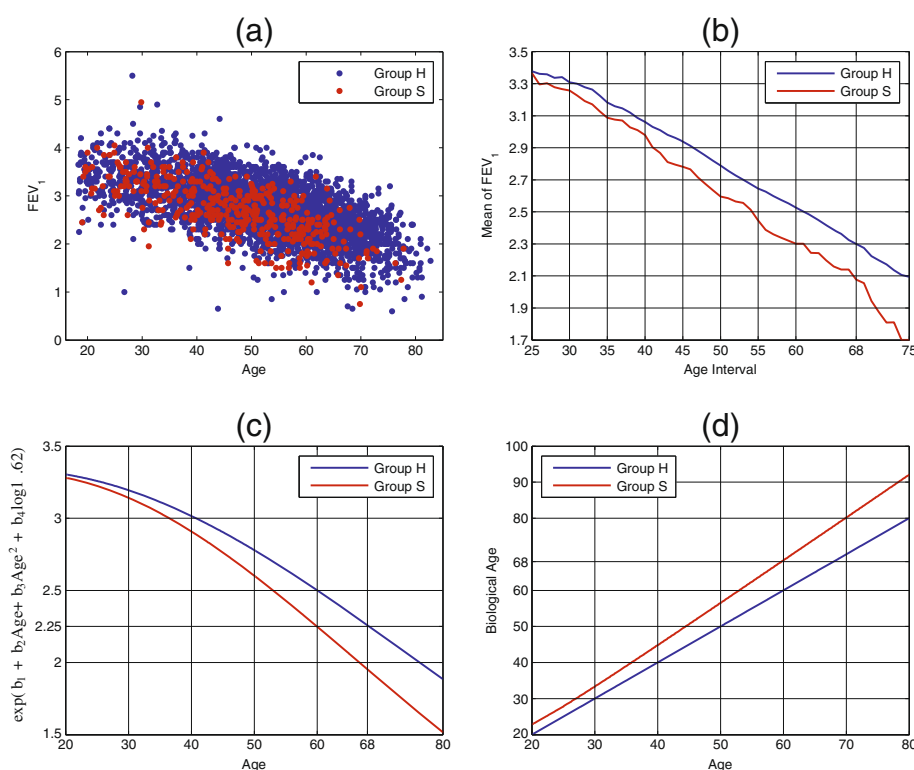 (a)
6
5
4
3
2
1
0
FEV1
20 30 40 50 60 70 80
Age
Group H
Group S
(b)
3.5
3.3
3.1
2.9
2.7
2.5
2.3
2.1
1.9
1.7
Mean of FEV1
25 30 35 40 45 50 55 60 68 75
Age Interval
Group H
Group S
(c)
3.5
3
2.5
2.25
2
1.5
exp( b1 + b2Age+ b3Age2 + b4log1 .62)
20 30 40 50 60 68 80
Age
Group H
Group S
(d)
100
90
80
68
60
50
40
30
20
Biological Age
20 30 40 50 60 70 80
Age
Group H
Group S